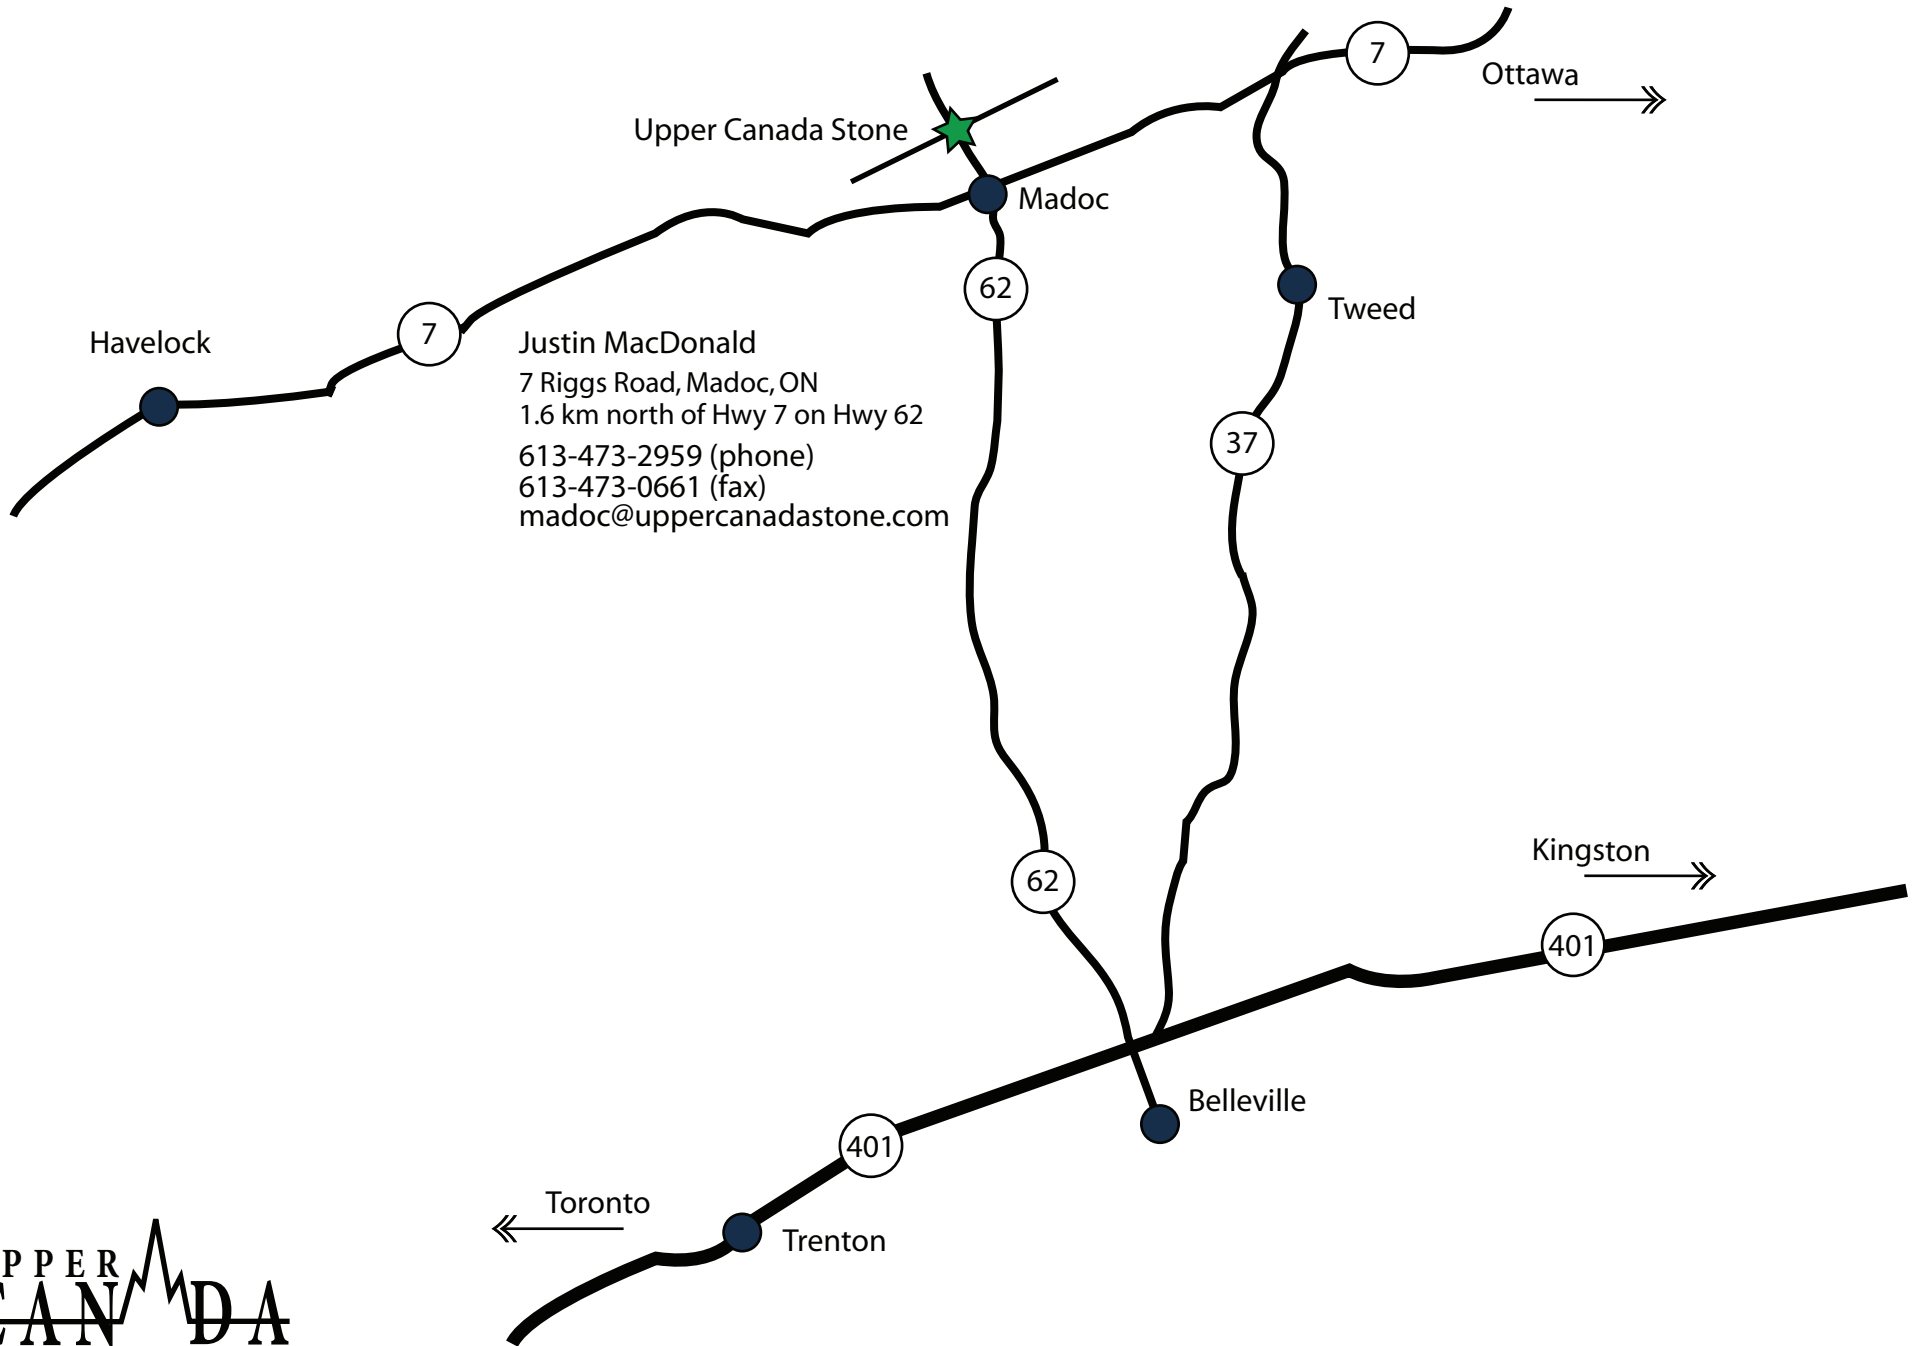 7
Ottawa
Upper Canada Stone
Madoc
62
Tweed
Havelock
7
Justin MacDonald
7 Riggs Road, Madoc, ON
1.6 km north of Hwy 7 on Hwy 62
613-473-2959 (phone)
613-473-0661 (fax)
madoc@uppercanadastone.com
37
Kingston
62
401
Belleville
401
Toronto
Trenton
PPER
CANADA